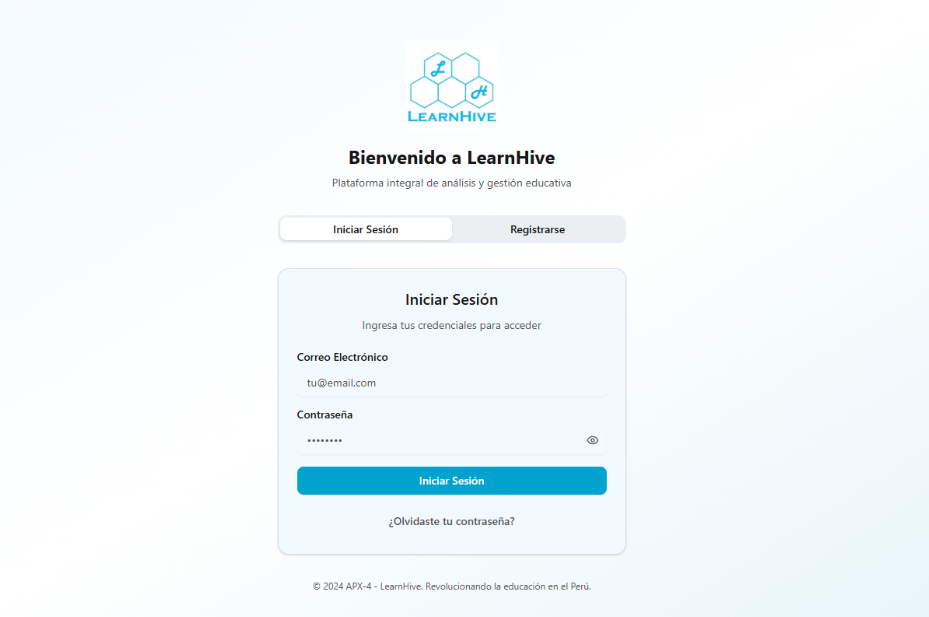 L
H
LEARNHIVE
Bienvenido a LearnHive
Plataforma integral de análisis y gestión educativa
Iniciar Sesión
Registrarse
Iniciar Sesión
Ingresa tus credenciales para acceder
Correo Electrónico
tu@email.com
Contraseña
••••••••
Iniciar Sesión
¿Olvidaste tu contraseña?
© 2024 APX-4 - LearnHive. Revolucionando la educación en el Perú.